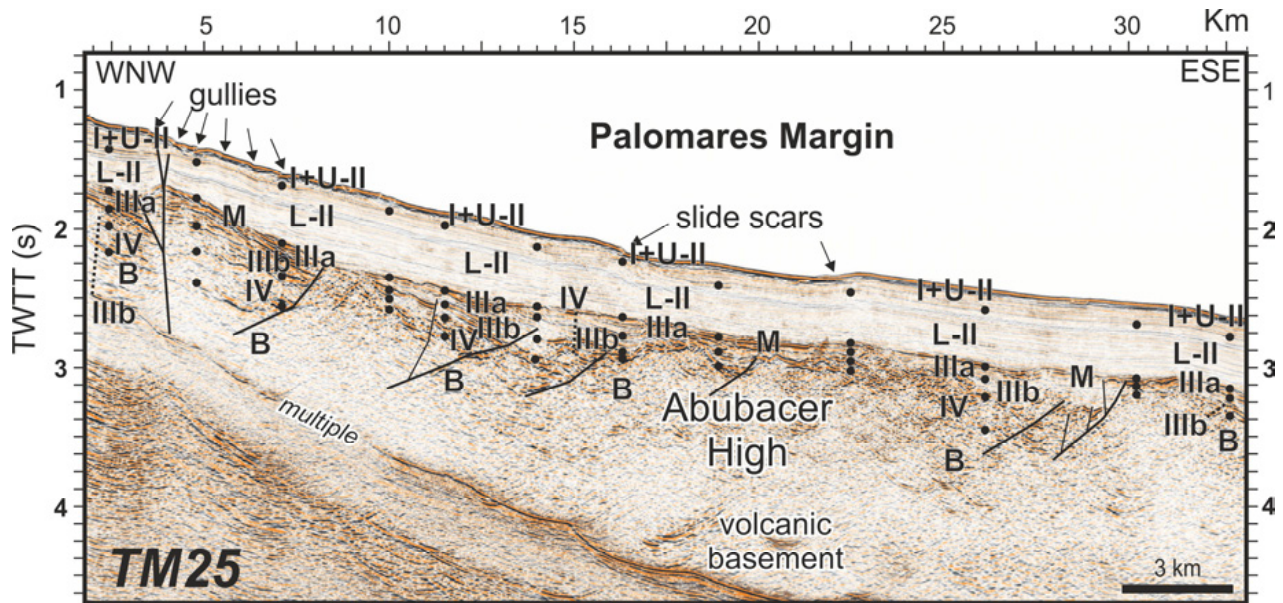 5 10 15 20 25 30 Km
WNW
ESE
1
1
gullies
Palomares Margin
I+U-II
I+U-II
L-II
IIIa
M
L-II
I+U-II
slide scars
2
2
TWTT (s)
IV
B
IIIb
IIIa
L-II
I+U-II
IIIb
IV
IIIa
IV
L-II
I+U-II
I+U-II
B
IIIb
IIIb
IIIa
L-II
L-II
IV
B
B
M
IIIa
M
IIIa
3
3
Abubacer
High
IV
IIIb
IIIb
B
B
multiple
4
4
volcanic
basement
TM25
3 km